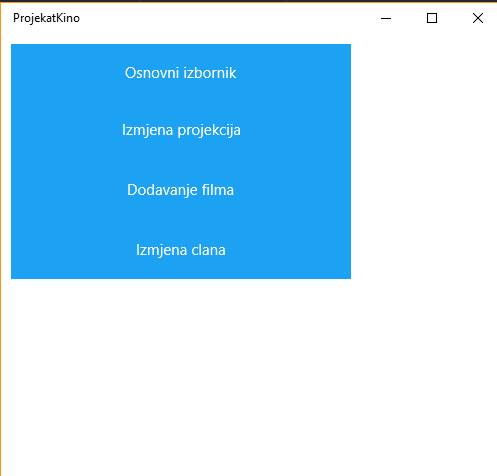 ProjekatKino
Osnovni izbornik
Izmjena projekcija
Dodavanje filma
Izmjena clana